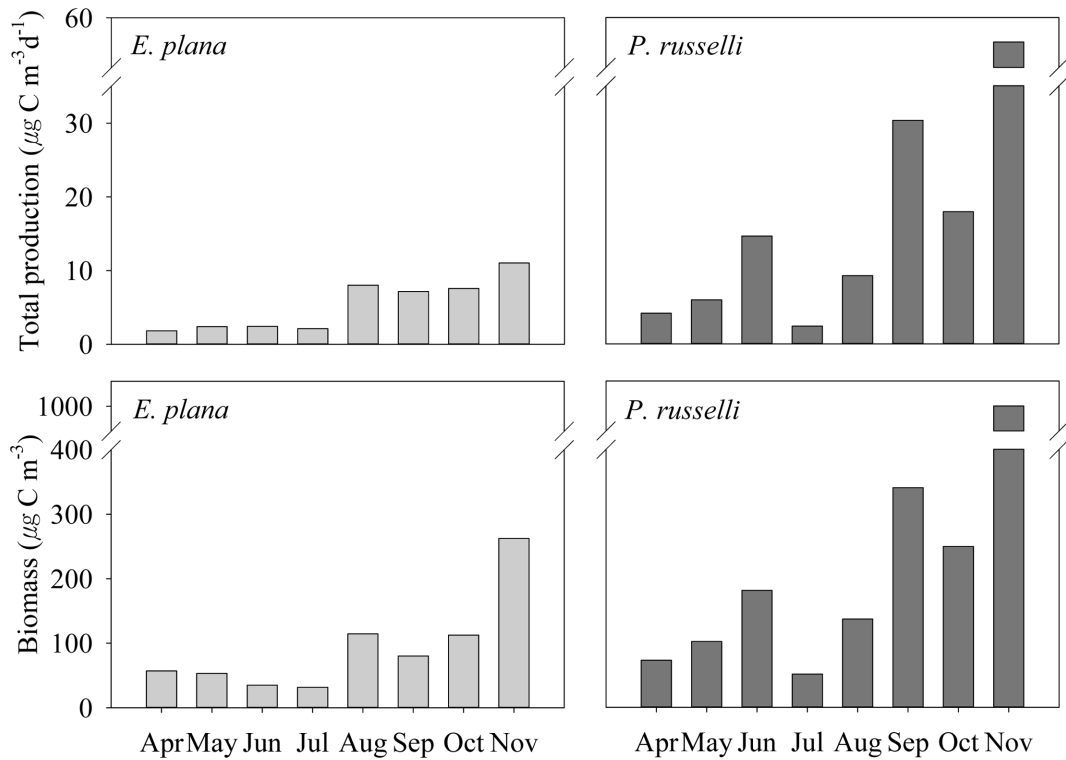 Total production (μg C m⁻³d⁻¹)
60
30
20
10
0
E. plana
P. russelli
Biomass (μg C m⁻³)
1000
400
300
200
100
0
E. plana
P. russelli
Apr May Jun Jul Aug Sep Oct Nov
Apr May Jun Jul Aug Sep Oct Nov